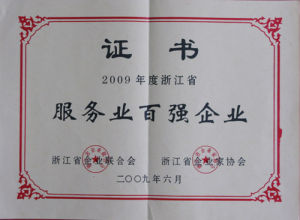 证书
2009年度浙江省
服务业百强企业
浙江省企业联合会 浙江省企业家协会
二〇〇九年六月